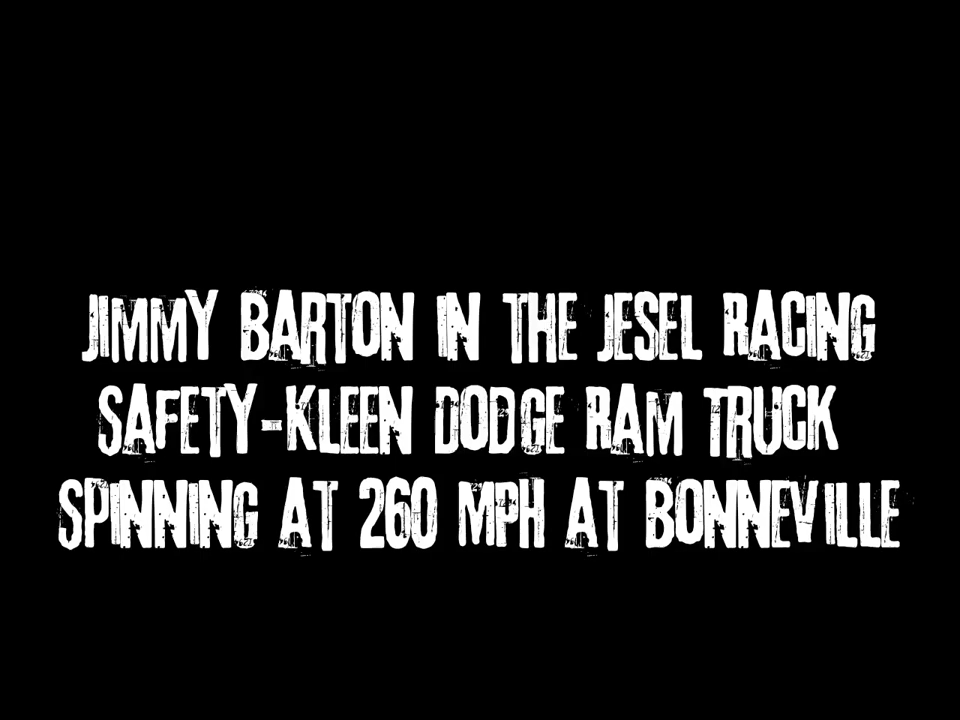 JIMMY BARTON IN THE JESEL RACING
SAFETY-KLEEN DODGE RAM TRUCK
SPINNING AT 260 MPH AT BONNEVILLE